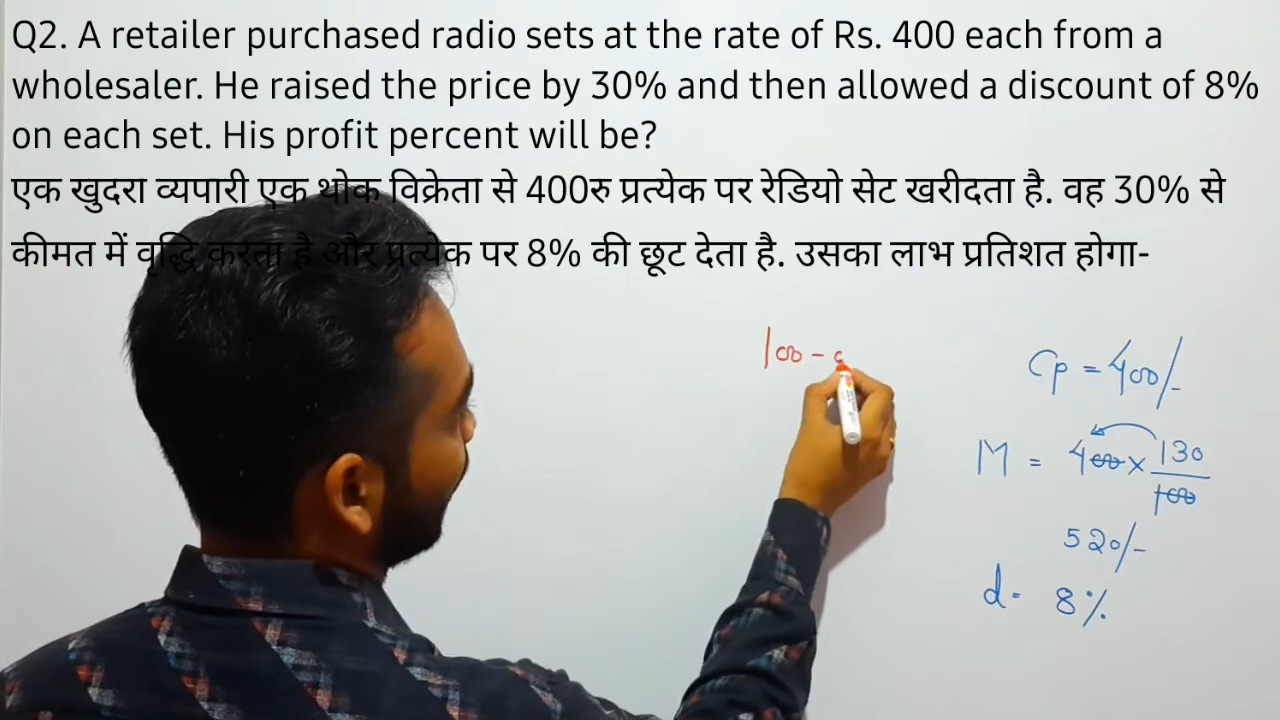 Q2. A retailer purchased radio sets at the rate of Rs. 400 each from a
wholesaler. He raised the price by 30% and then allowed a discount of 8%
on each set. His profit percent will be?
एक खुदरा व्यपारी एक थोक विक्रेता से 400रु प्रत्येक पर रेडियो सेट खरीदता है. वह 30% से
कीमत में वृद्धि करता है और प्रत्येक पर 8% की छूट देता है. उसका लाभ प्रतिशत होगा-
100 -
Cp = 400/-
M = 400 × 130/100
520/-
d = 8%